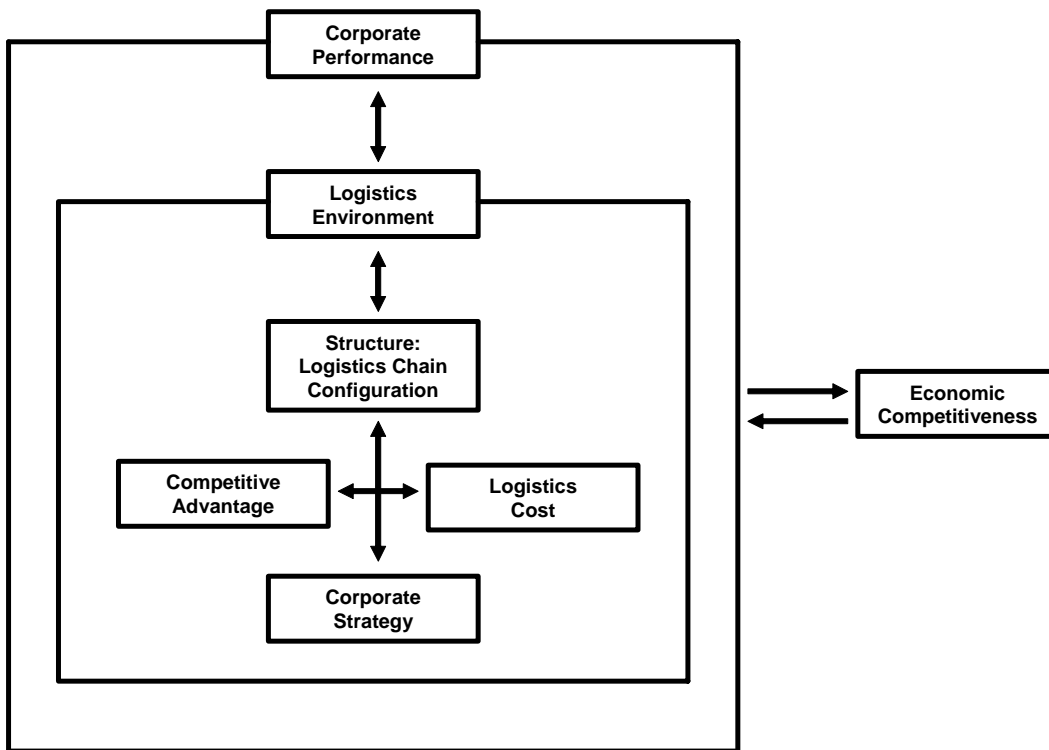 Corporate
Performance
Logistics
Environment
Structure:
Logistics Chain
Configuration
Economic
Competitiveness
Competitive
Advantage
Logistics
Cost
Corporate
Strategy